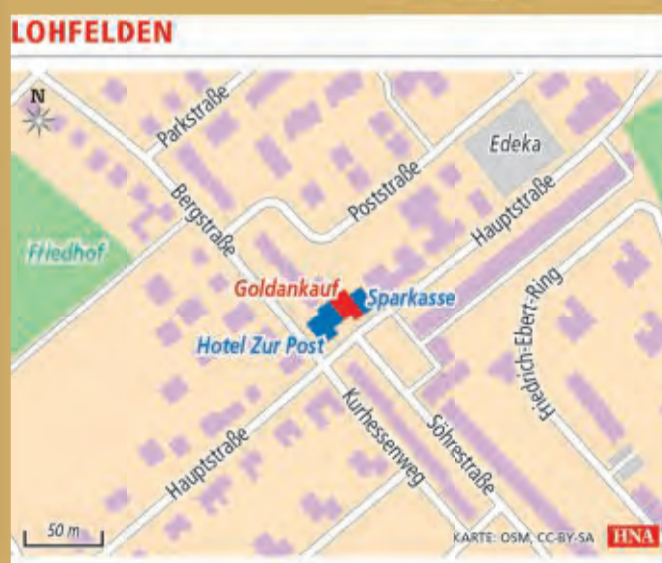 LOHFELDEN
N
Parkstraße
Edeka
Poststraße
Bergstraße
Hauptstraße
Friedhof
Goldankauf
Sparkasse
Hotel Zur Post
Friedrich-Ebert-Ring
Kurhessenweg
Söhrestraße
Hauptstraße
50 m
KARTE: OSM, CC-BY-SA
HNA